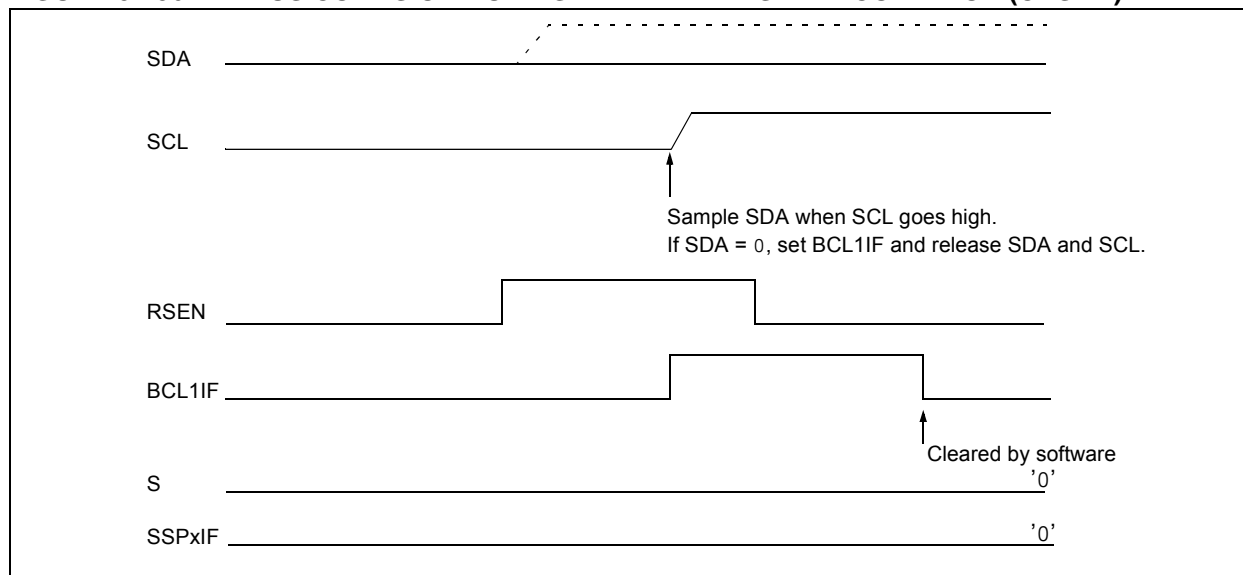 SDA
SCL
Sample SDA when SCL goes high.
If SDA = 0, set BCL1IF and release SDA and SCL.
RSEN
BCL1IF
Cleared by software
S
'0'
SSPxIF
'0'